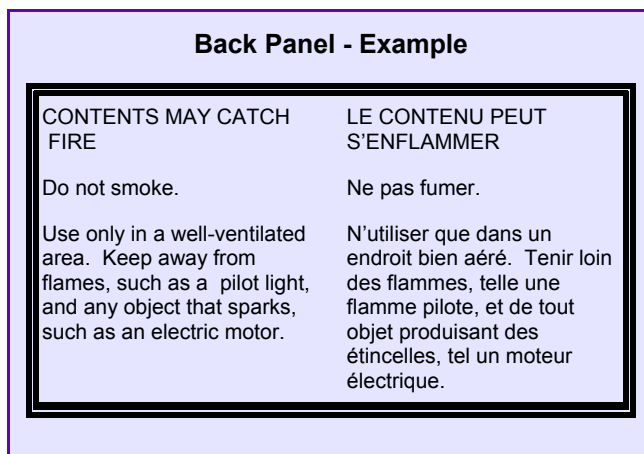 Back Panel - Example
CONTENTS MAY CATCH
FIRE
Do not smoke.
Use only in a well-ventilated
area.  Keep away from
flames, such as a  pilot light,
and any object that sparks,
such as an electric motor.
LE CONTENU PEUT
S’ENFLAMMER
Ne pas fumer.
N’utiliser que dans un
endroit bien aéré.  Tenir loin
des flammes, telle une
flamme pilote, et de tout
objet produisant des
étincelles, tel un moteur
électrique.